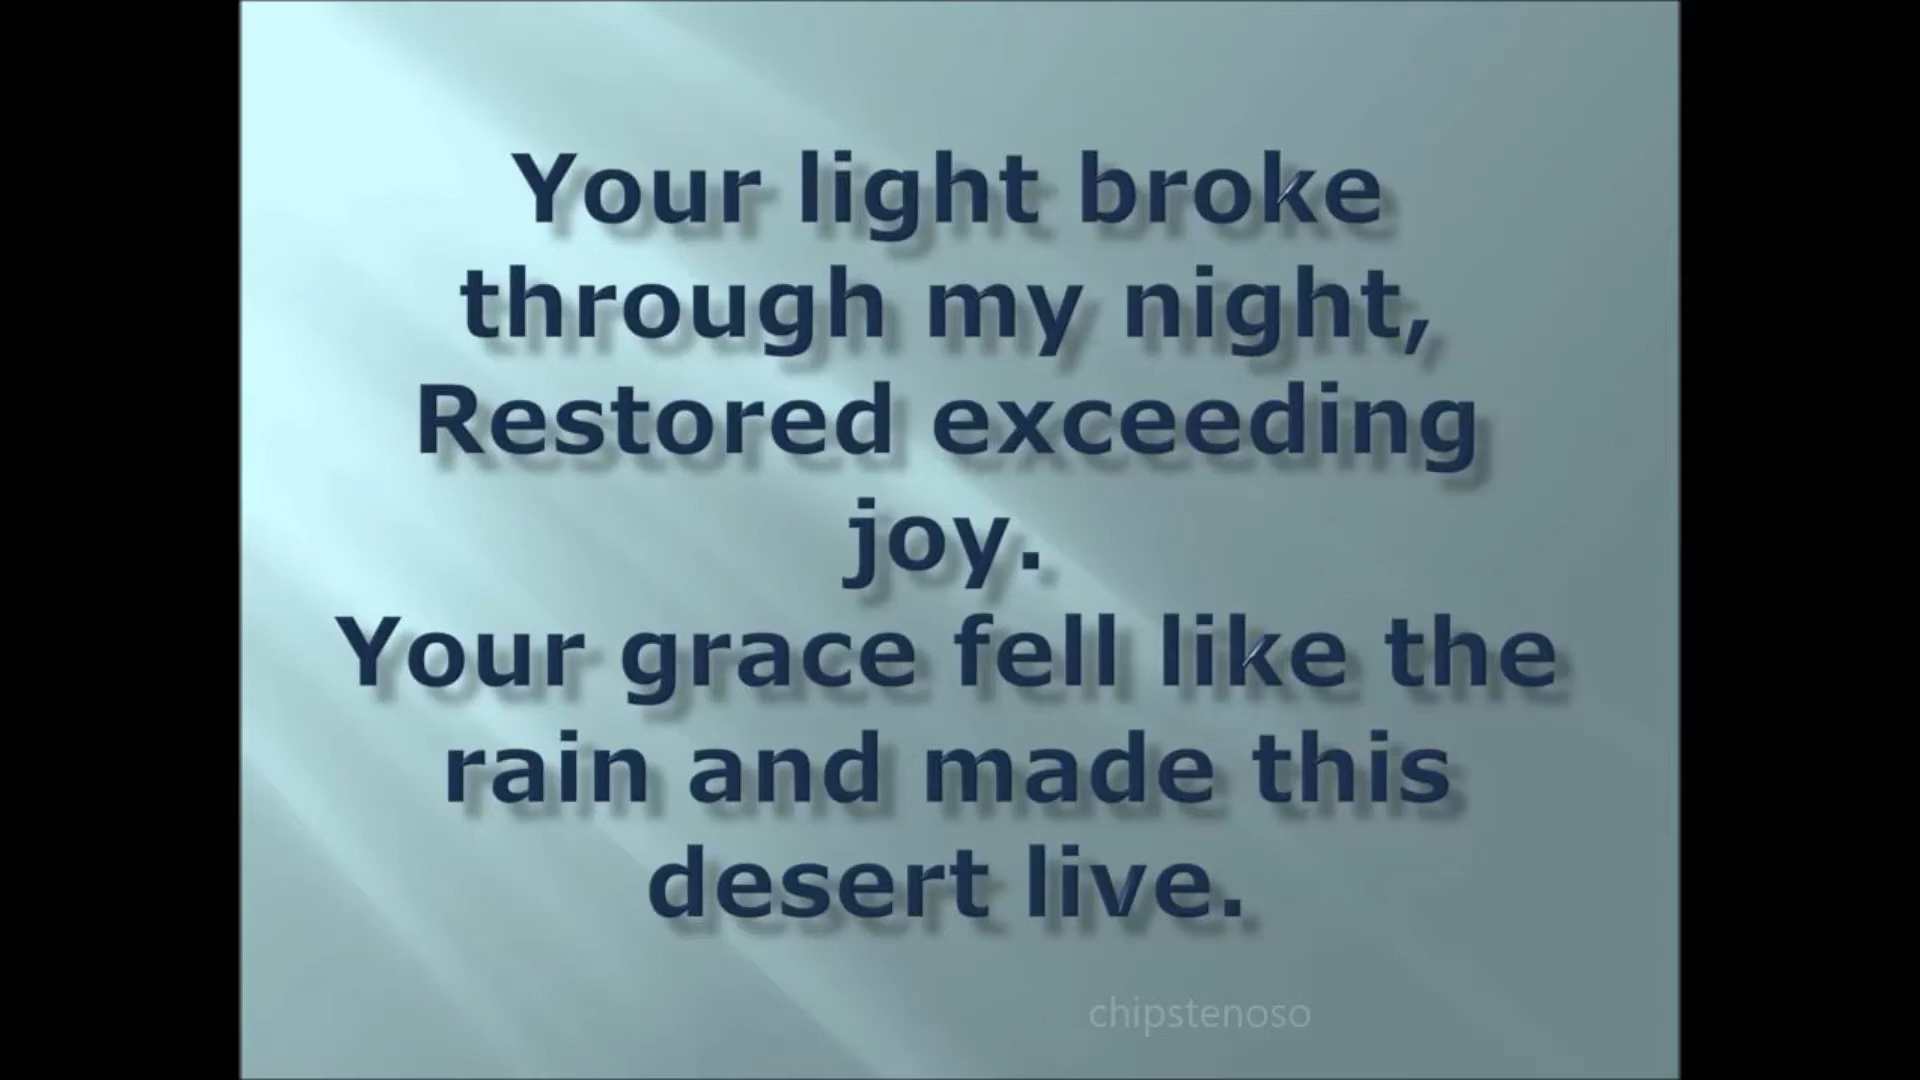 Your light broke
through my night,
Restored exceeding
joy.
Your grace fell like the
rain and made this
desert live.
chipstenoso